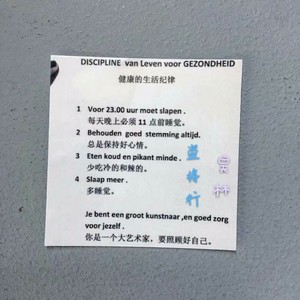 DISCIPLINE van Leven voor GEZONDHEID
健康的生活纪律
1 Voor 23.00 uur moet slapen .
每天晚上必须 11 点前睡觉。
2 Behouden goed stemming altijd.
总是保持好心情。
3 Eten koud en pikant minde .
少吃冷的和辣的。
4 Slaap meer .
多睡觉。
Je bent een groot kunstnaar ,en goed zorg
voor jezelf .
你是一个大艺术家，要照顾好自己。